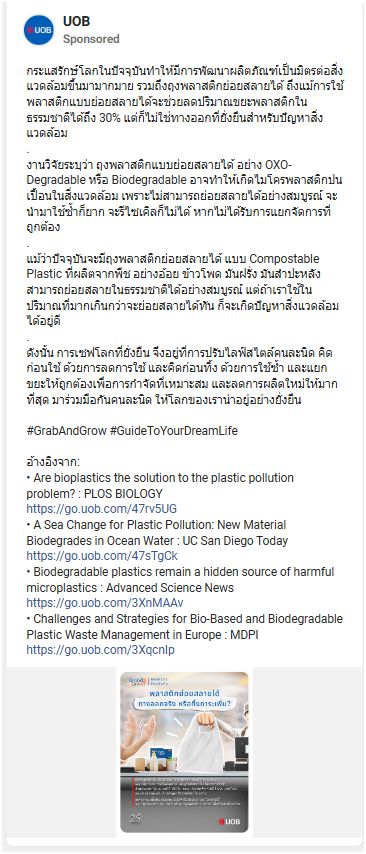 UOB
Sponsored
กระแสรักษ์โลกในปัจจุบันทำให้มีการพัฒนาผลิตภัณฑ์เป็นมิตรต่อสิ่ง
แวดล้อมขึ้นมามากมาย รวมถึงถุงพลาสติกย่อยสลายได้ ถึงแม้การใช้
พลาสติกแบบย่อยสลายได้จะช่วยลดปริมาณขยะพลาสติกใน
ธรรมชาติได้ถึง 30% แต่ก็ไม่ใช่ทางออกที่ยั่งยืนสำหรับปัญหาสิ่ง
แวดล้อม
.
งานวิจัยระบุว่า ถุงพลาสติกแบบย่อยสลายได้ อย่าง OXO-
Degradable หรือ Biodegradable อาจทำให้เกิดไมโครพลาสติกปน
เปื้อนในสิ่งแวดล้อม เพราะไม่สามารถย่อยสลายได้อย่างสมบูรณ์ จะ
นำมาใช้ซ้ำก็ยาก จะรีไซเคิลก็ไม่ได้ หากไม่ได้รับการแยกจัดการที่
ถูกต้อง
.
แม้ว่าปัจจุบันจะมีถุงพลาสติกย่อยสลายได้ แบบ Compostable
Plastic ที่ผลิตจากพืช อย่างอ้อย ข้าวโพด มันฝรั่ง มันสำปะหลัง
สามารถย่อยสลายในธรรมชาติได้อย่างสมบูรณ์ แต่ถ้าเราใช้ใน
ปริมาณที่มากเกินกว่าจะย่อยสลายได้ทัน ก็จะเกิดปัญหาสิ่งแวดล้อม
ได้อยู่ดี
.
ดังนั้น การเซฟโลกที่ยั่งยืน จึงอยู่ที่การปรับไลฟ์สไตล์คนละนิด คิด
ก่อนใช้ ด้วยการลดการใช้ และคิดก่อนทิ้ง ด้วยการใช้ซ้ำ และแยก
ขยะให้ถูกต้องเพื่อการกำจัดที่เหมาะสม และลดการผลิตใหม่ให้มาก
ที่สุด มาร่วมมือกันคนละนิด ให้โลกของเราน่าอยู่อย่างยั่งยืน
#GrabAndGrow #GuideToYourDreamLife
อ้างอิงจาก:
• Are bioplastics the solution to the plastic pollution
problem? : PLOS BIOLOGY
https://go.uob.com/47rv5UG
• A Sea Change for Plastic Pollution: New Material
Biodegrades in Ocean Water : UC San Diego Today
https://go.uob.com/47sTgCk
• Biodegradable plastics remain a hidden source of harmful
microplastics : Advanced Science News
https://go.uob.com/3XnMAAv
• Challenges and Strategies for Bio-Based and Biodegradable
Plastic Waste Management in Europe : MDPI
https://go.uob.com/3XqcnIp
พลาสติกย่อยสลายได้
ทางออกจริง หรือทิ้งภาระเพิ่ม?
25
UOB